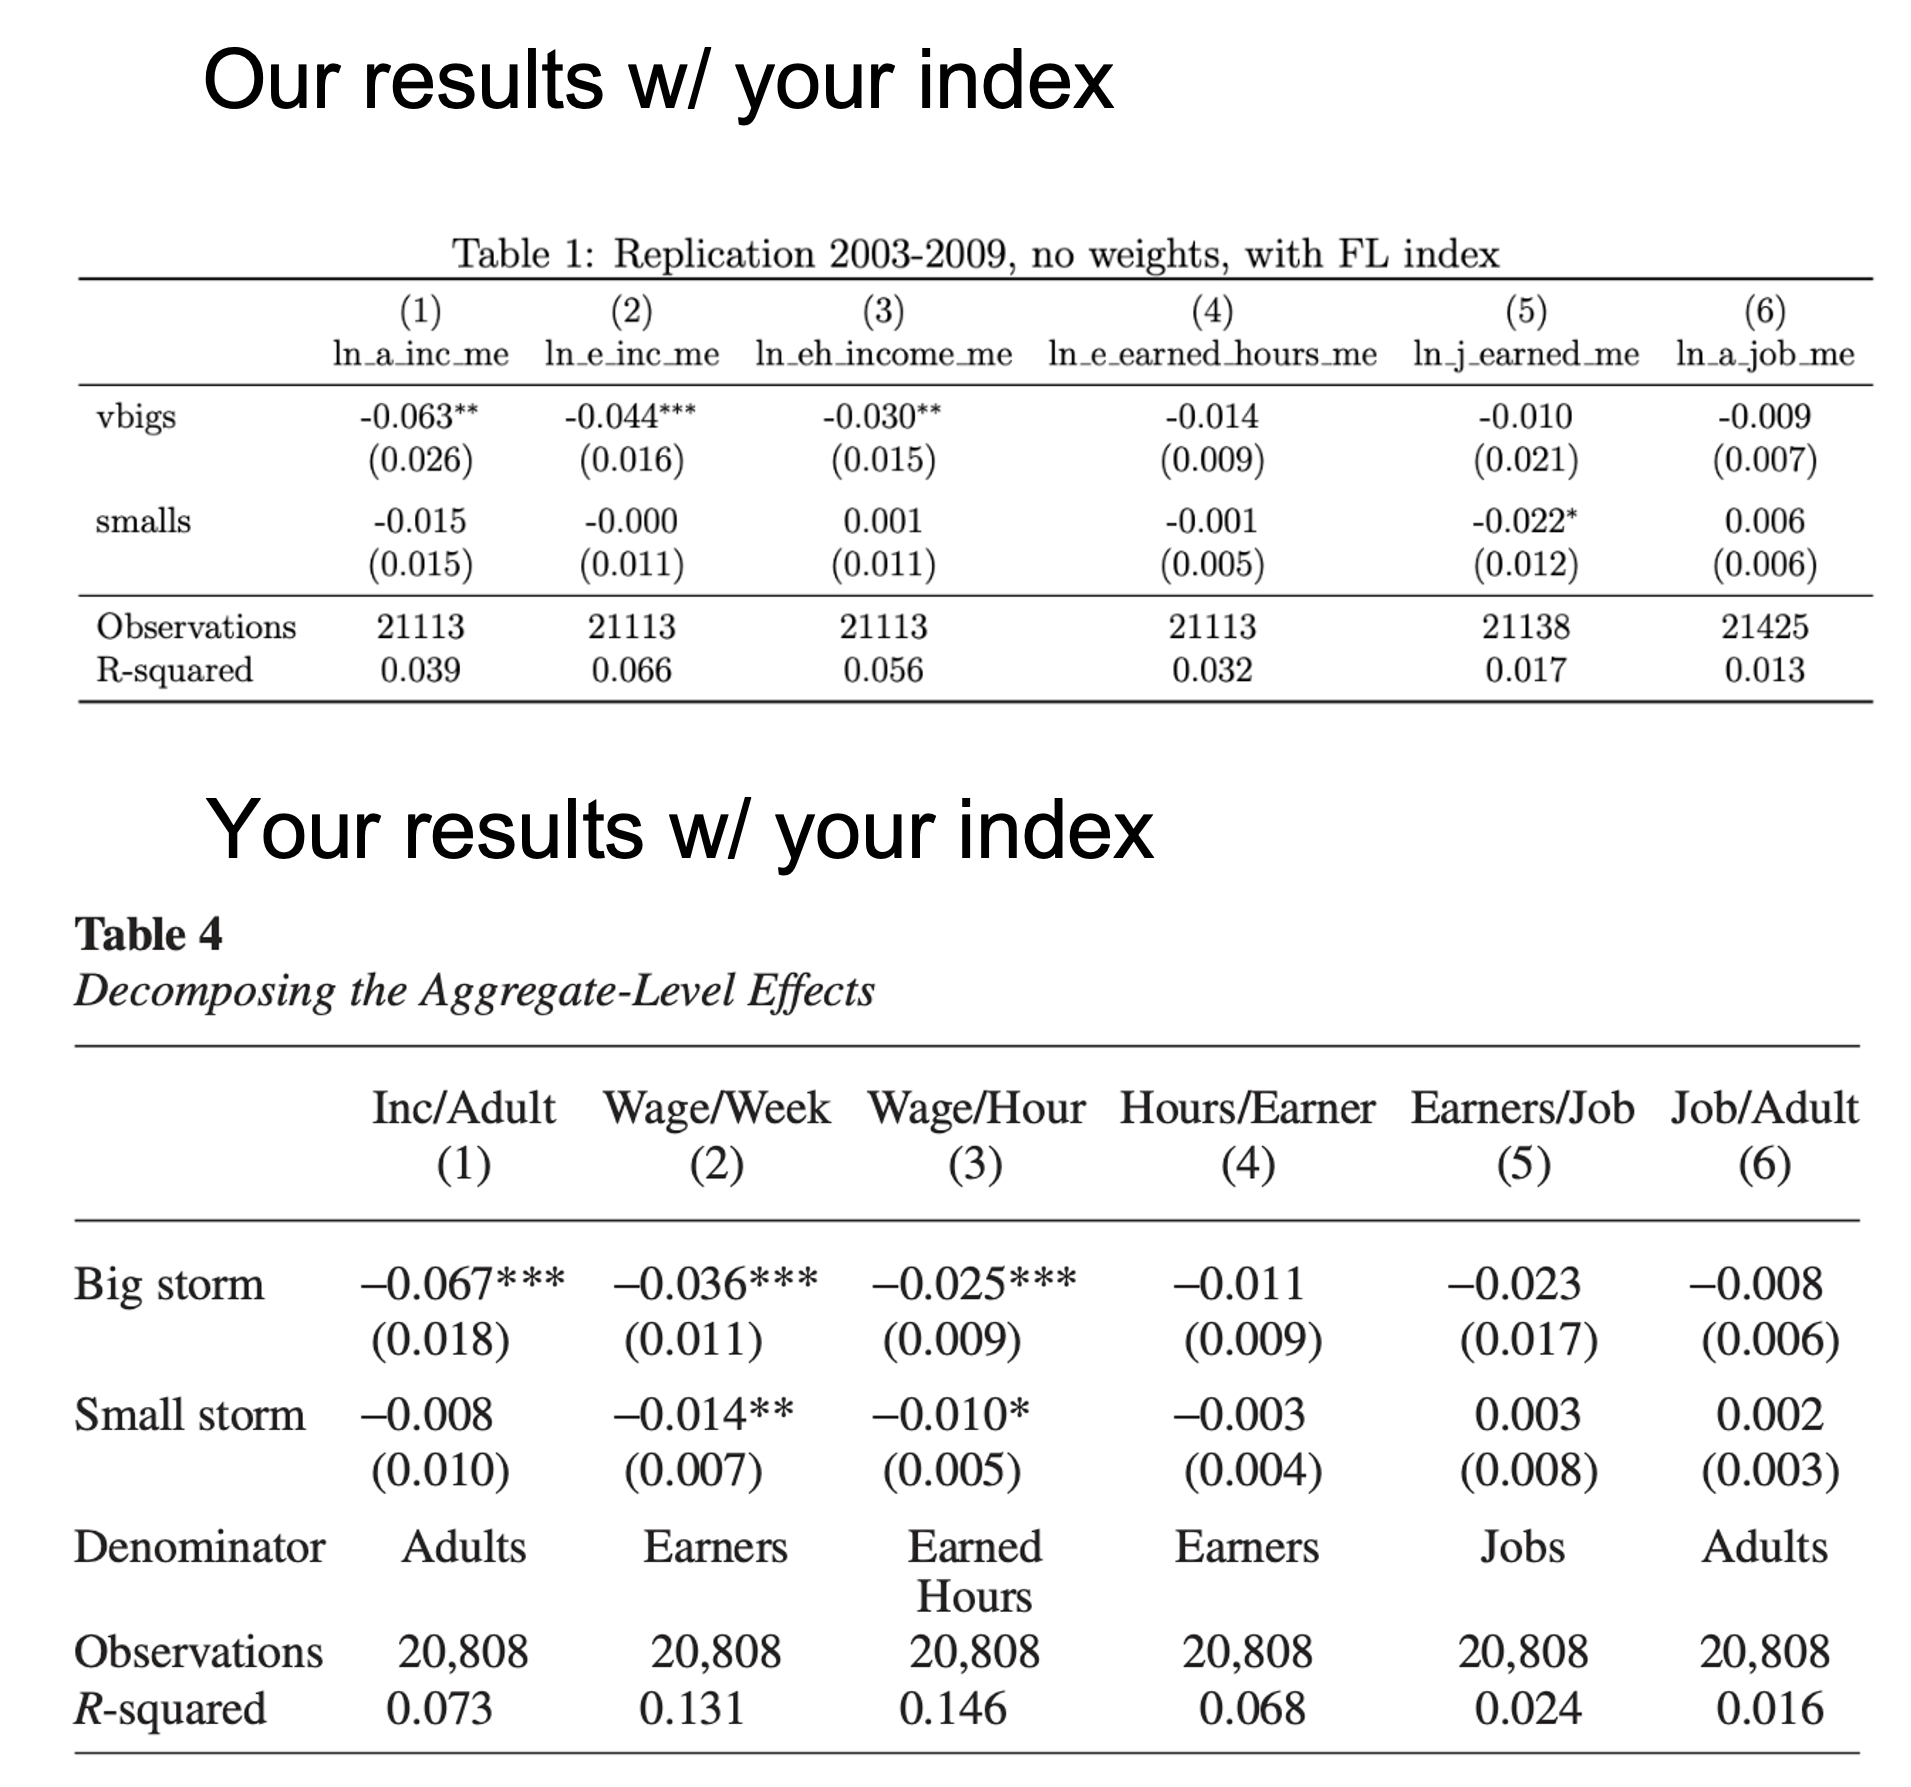 Our results w/ your index
Table 1: Replication 2003-2009, no weights, with FL index
(1) (2) (3) (4) (5) (6)
ln_a_inc_me ln_e_inc_me ln_eh_income_me ln_e_earned_hours_me ln_j_earned_me ln_a_job_me
vbigs -0.063** -0.044*** -0.030** -0.014 -0.010 -0.009
(0.026) (0.016) (0.015) (0.009) (0.021) (0.007)
smalls -0.015 -0.000 0.001 -0.001 -0.022* 0.006
(0.015) (0.011) (0.011) (0.005) (0.012) (0.006)
Observations 21113 21113 21113 21113 21138 21425
R-squared 0.039 0.066 0.056 0.032 0.017 0.013
Your results w/ your index
Table 4
Decomposing the Aggregate-Level Effects
Inc/Adult Wage/Week Wage/Hour Hours/Earner Earners/Job Job/Adult
(1) (2) (3) (4) (5) (6)
Big storm –0.067*** –0.036*** –0.025*** –0.011 –0.023 –0.008
(0.018) (0.011) (0.009) (0.009) (0.017) (0.006)
Small storm –0.008 –0.014** –0.010* –0.003 0.003 0.002
(0.010) (0.007) (0.005) (0.004) (0.008) (0.003)
Denominator Adults Earners Earned Earners Jobs Adults
Hours
Observations 20,808 20,808 20,808 20,808 20,808 20,808
R-squared 0.073 0.131 0.146 0.068 0.024 0.016